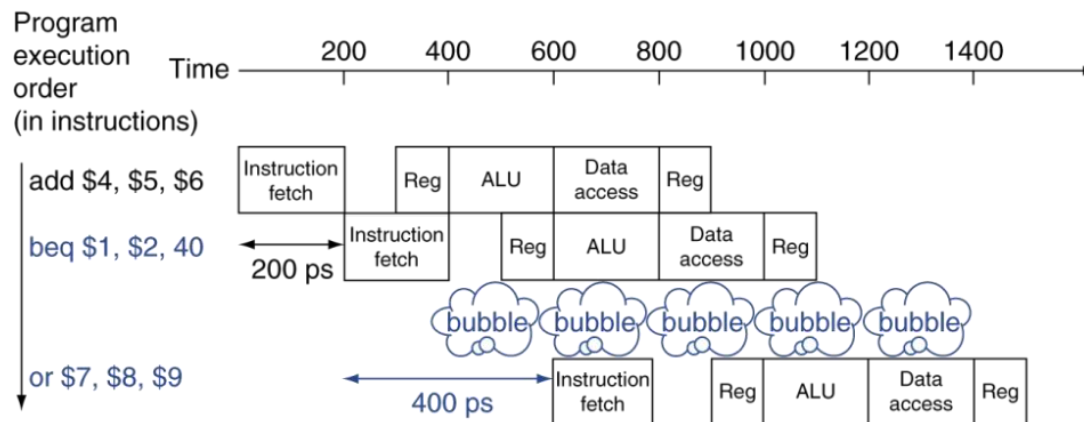 Program
execution
order
(in instructions)
Time
200 400 600 800 1000 1200 1400
add $4, $5, $6
Instruction
fetch
Reg
ALU
Data
access
Reg
beq $1, $2, 40
200 ps
Instruction
fetch
Reg
ALU
Data
access
Reg
bubble bubble bubble bubble bubble
or $7, $8, $9
400 ps
Instruction
fetch
Reg
ALU
Data
access
Reg